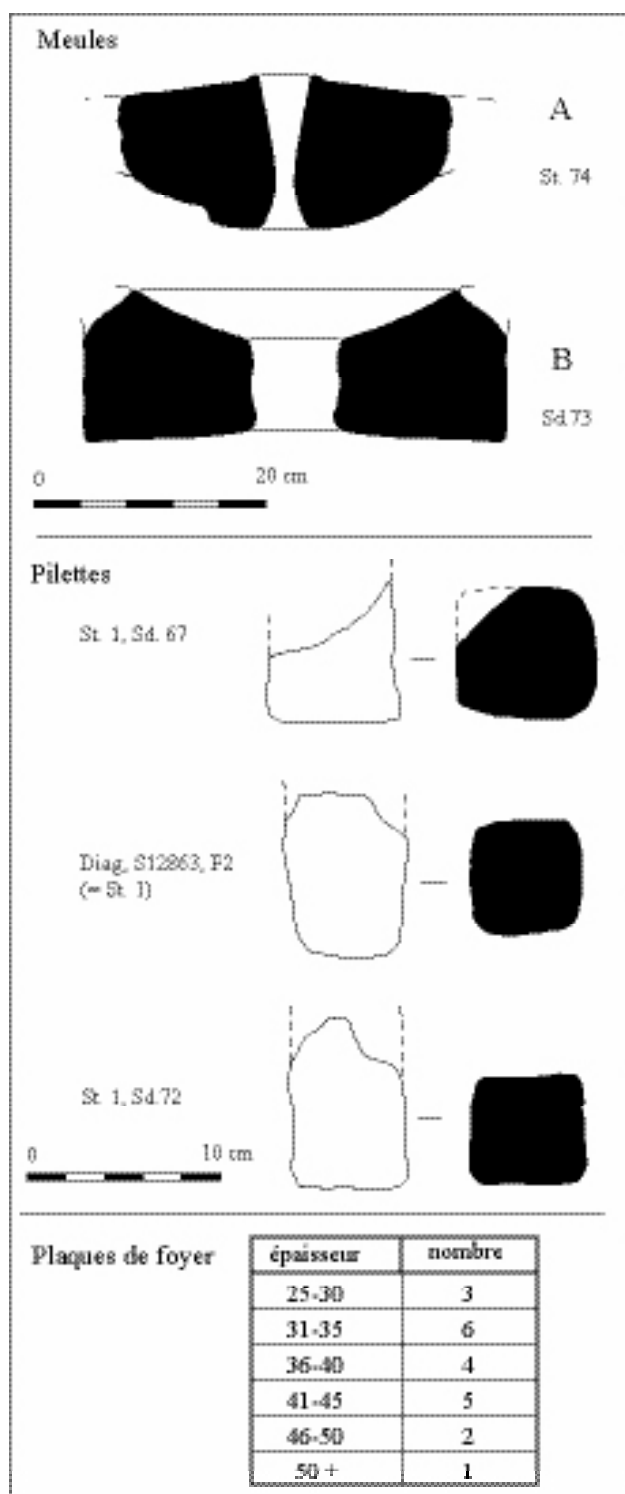 Meules
A
St. 74
B
Sd.73
0 20 cm
Pilettes
St. 1, Sd. 67
Diag, S12863, F2
(= St. 1)
St. 1, Sd.72
0 10 cm
Plaques de foyer
épaisseur nombre
25-30 3
31-35 6
36-40 4
41-45 5
46-50 2
50 + 1